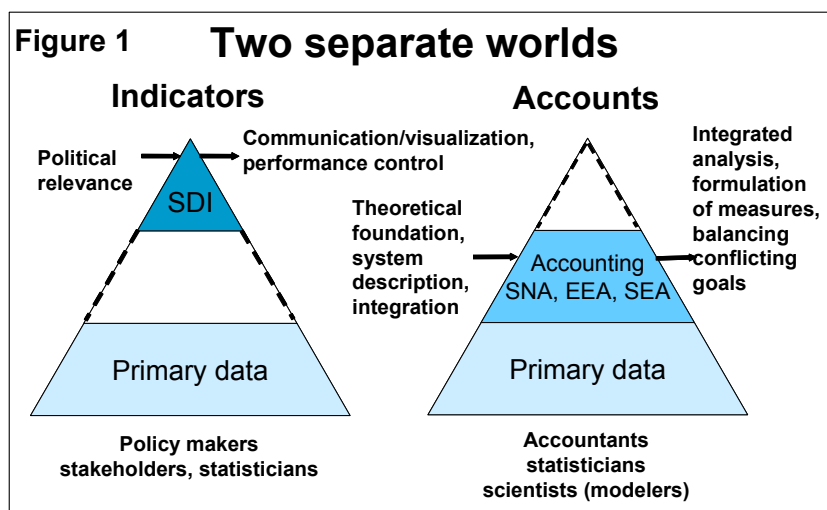 Figure 1
Two separate worlds
Indicators
Political
relevance
Communication/visualization,
performance control
SDI
Primary data
Policy makers
stakeholders, statisticians
Accounts
Theoretical
foundation,
system
description,
integration
Integrated
analysis,
formulation
of measures,
balancing
conflicting
goals
Accounting
SNA, EEA, SEA
Primary data
Accountants
statisticians
scientists (modelers)